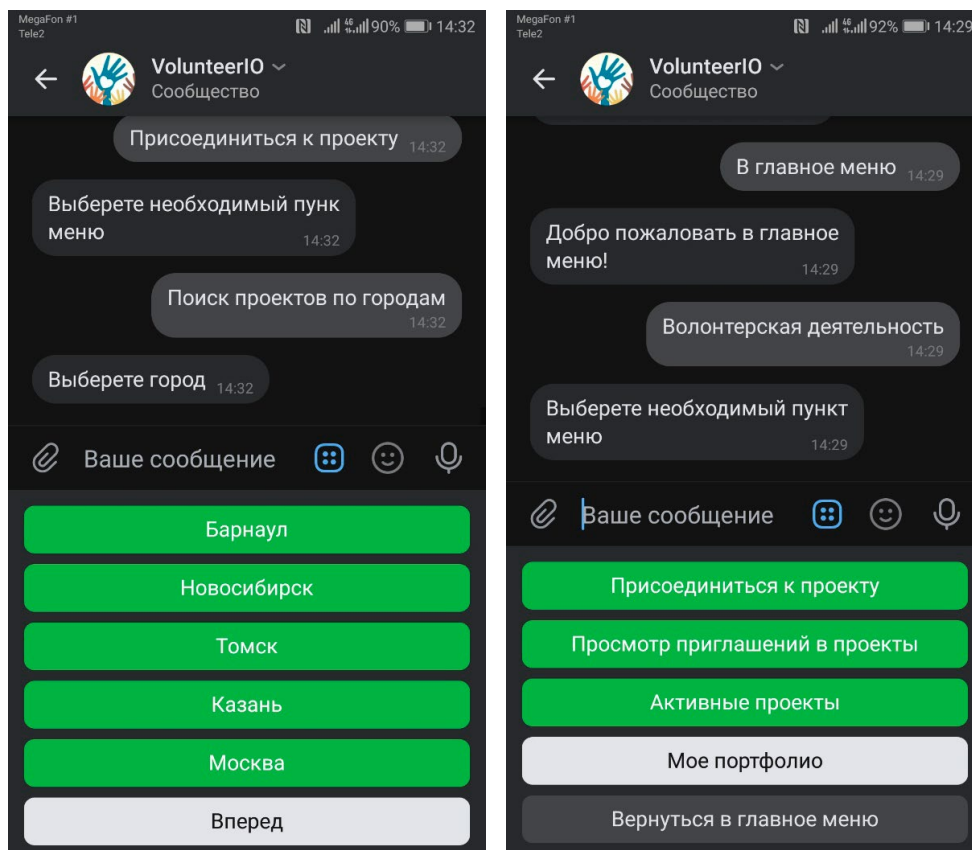 MegaFon #1
Tele2
90% 14:32
VolunteerIO
Сообщество
Присоединиться к проекту 14:32
Выберете необходимый пунк
меню 14:32
Поиск проектов по городам
14:32
Выберете город 14:32
Ваше сообщение
Барнаул
Новосибирск
Томск
Казань
Москва
Вперед
MegaFon #1
Tele2
92% 14:29
VolunteerIO
Сообщество
В главное меню 14:29
Добро пожаловать в главное
меню! 14:29
Волонтерская деятельность
14:29
Выберете необходимый пункт
меню 14:29
Ваше сообщение
Присоединиться к проекту
Просмотр приглашений в проекты
Активные проекты
Мое портфолио
Вернуться в главное меню